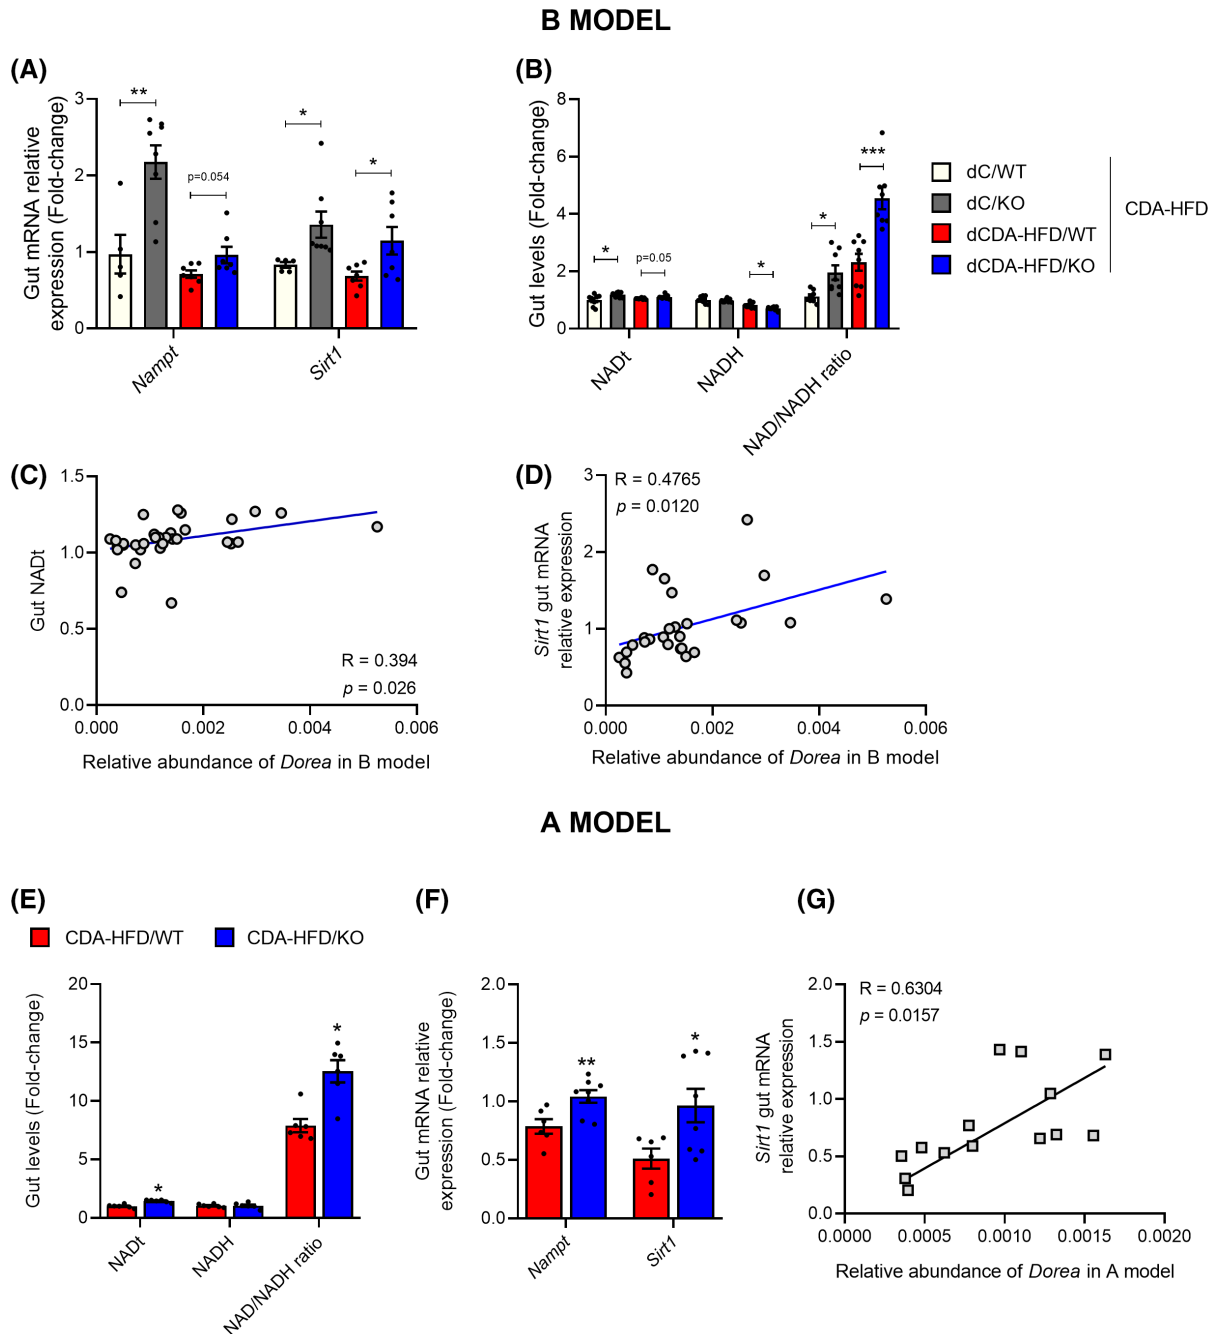 B MODEL
(A)
Gut mRNA relative
expression (Fold-change)
3
2
1
0
**
p=0.054
*
*
Nampt
Sirt1
(B)
Gut levels (Fold-change)
8
6
4
2
0
*
p=0.05
*
*
***
NADt
NADH
NAD/NADH ratio
dC/WT
dC/KO
dCDA-HFD/WT
dCDA-HFD/KO
CDA-HFD
(C)
Gut NADt
1.5
1.0
0.5
0.0
R = 0.394
p = 0.026
0.000 0.002 0.004 0.006
Relative abundance of Dorea in B model
(D)
Sirt1 gut mRNA
relative expression
3
2
1
0
R = 0.4765
p = 0.0120
0.000 0.002 0.004 0.006
Relative abundance of Dorea in B model
A MODEL
(E)
CDA-HFD/WT
CDA-HFD/KO
Gut levels (Fold-change)
20
15
10
5
0
*
*
NADt
NADH
NAD/NADH ratio
(F)
Gut mRNA relative
expression (Fold-change)
2.0
1.5
1.0
0.5
0.0
**
*
Nampt
Sirt1
(G)
Sirt1 gut mRNA
relative expression
2.0
1.5
1.0
0.5
0.0
R = 0.6304
p = 0.0157
0.0000 0.0005 0.0010 0.0015 0.0020
Relative abundance of Dorea in A model